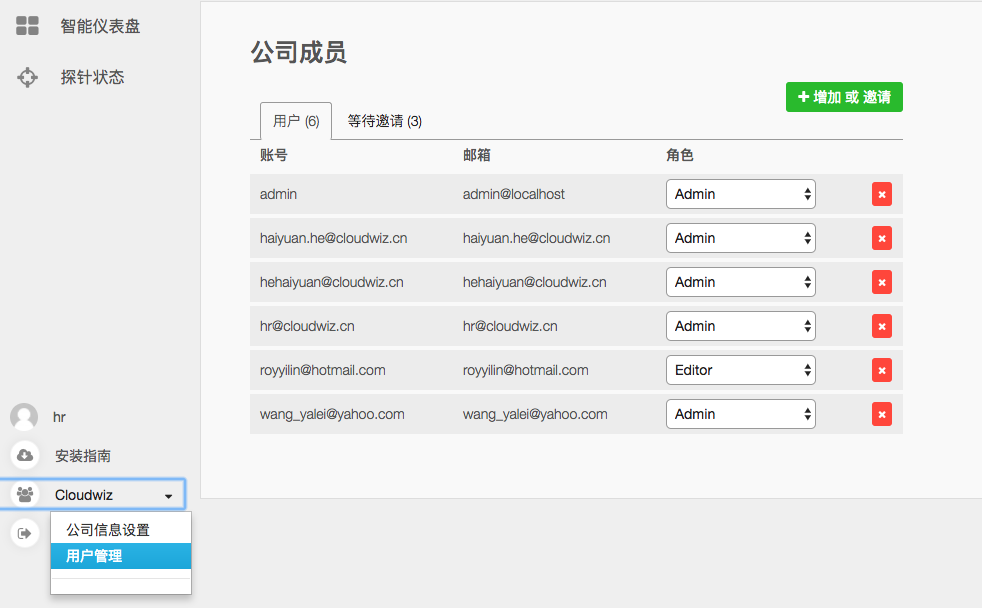 智能仪表盘
探针状态
公司成员
增加 或 邀请
用户 (6) 等待邀请 (3)
账号 邮箱 角色
admin admin@localhost Admin
haiyuan.he@cloudwiz.cn haiyuan.he@cloudwiz.cn Admin
hehaiyuan@cloudwiz.cn hehaiyuan@cloudwiz.cn Admin
hr@cloudwiz.cn hr@cloudwiz.cn Admin
royyilin@hotmail.com royyilin@hotmail.com Editor
wang_yalei@yahoo.com wang_yalei@yahoo.com Admin
hr
安装指南
Cloudwiz
公司信息设置
用户管理